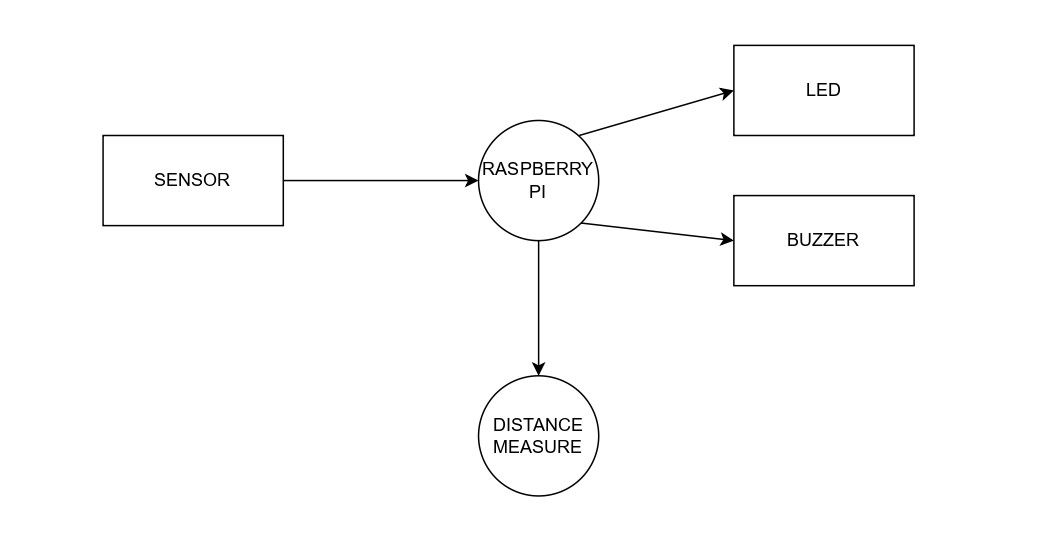 LED
SENSOR
RASPBERRY
PI
BUZZER
DISTANCE
MEASURE